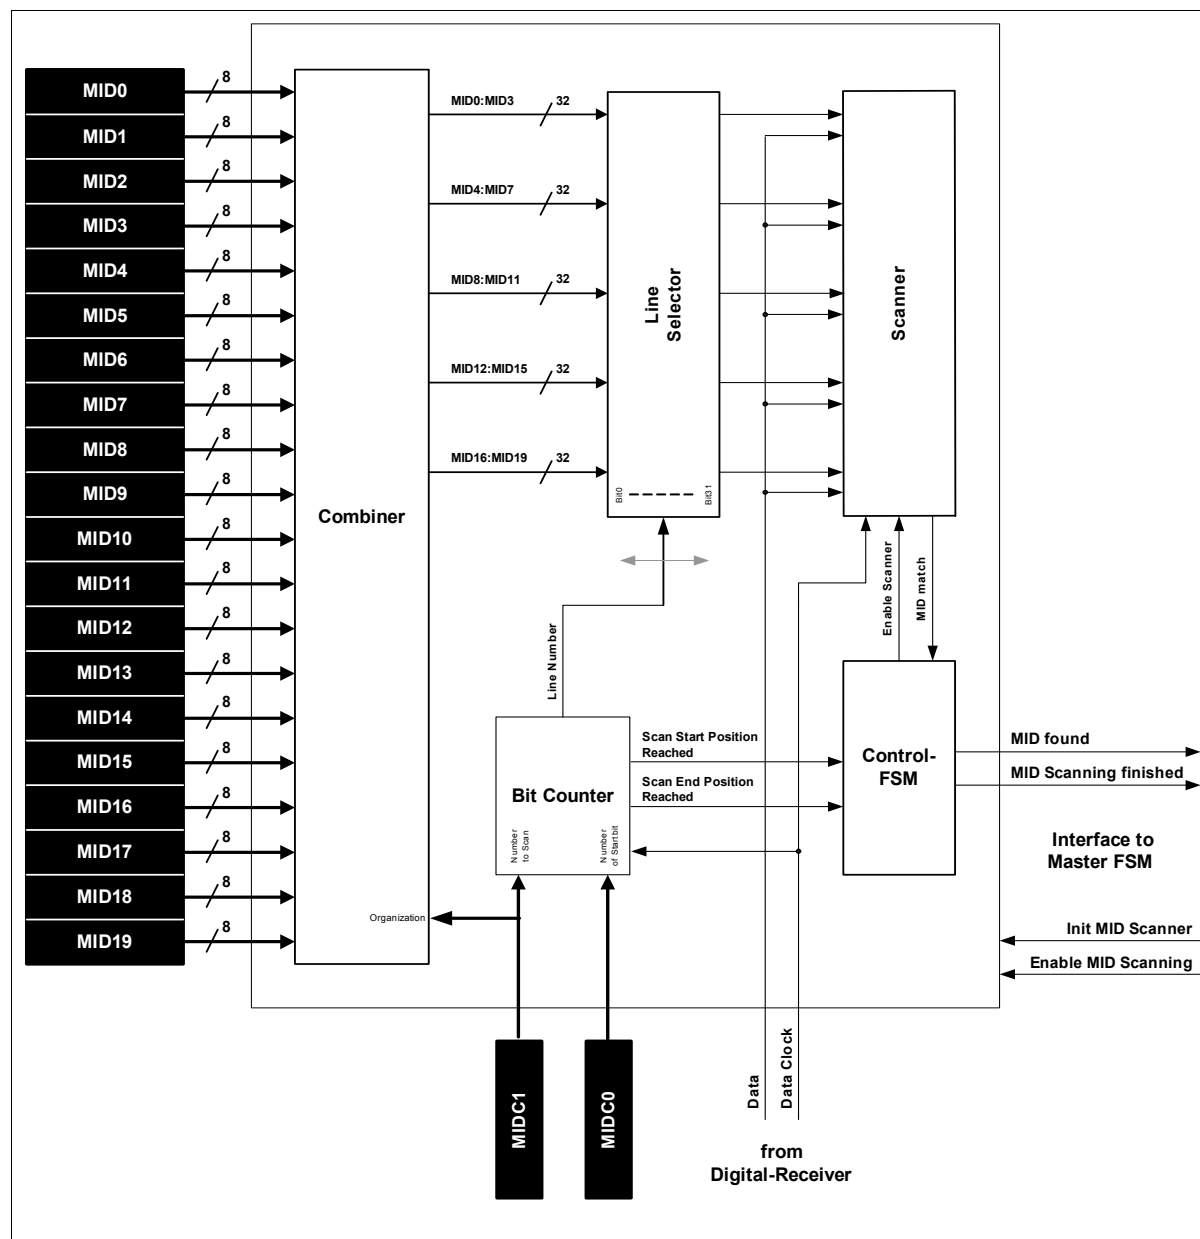 MID0
8
MID1
8
MID2
8
MID3
8
MID4
8
MID5
8
MID6
8
MID7
8
MID8
8
MID9
8
MID10
8
MID11
8
MID12
8
MID13
8
MID14
8
MID15
8
MID16
8
MID17
8
MID18
8
MID19
8
Combiner
Organization
MID0:MID3
32
MID4:MID7
32
MID8:MID11
32
MID12:MID15
32
MID16:MID19
32
Line
Selector
Bit0
Bit31
Scanner
Line Number
Enable Scanner
MID match
Scan Start Position
Reached
Scan End Position
Reached
Bit Counter
Number
to Scan
Number
of Startbit
Control-
FSM
MID found
MID Scanning finished
Interface to
Master FSM
Init MID Scanner
Enable MID Scanning
MIDC1
MIDC0
Data
Data Clock
from
Digital-Receiver